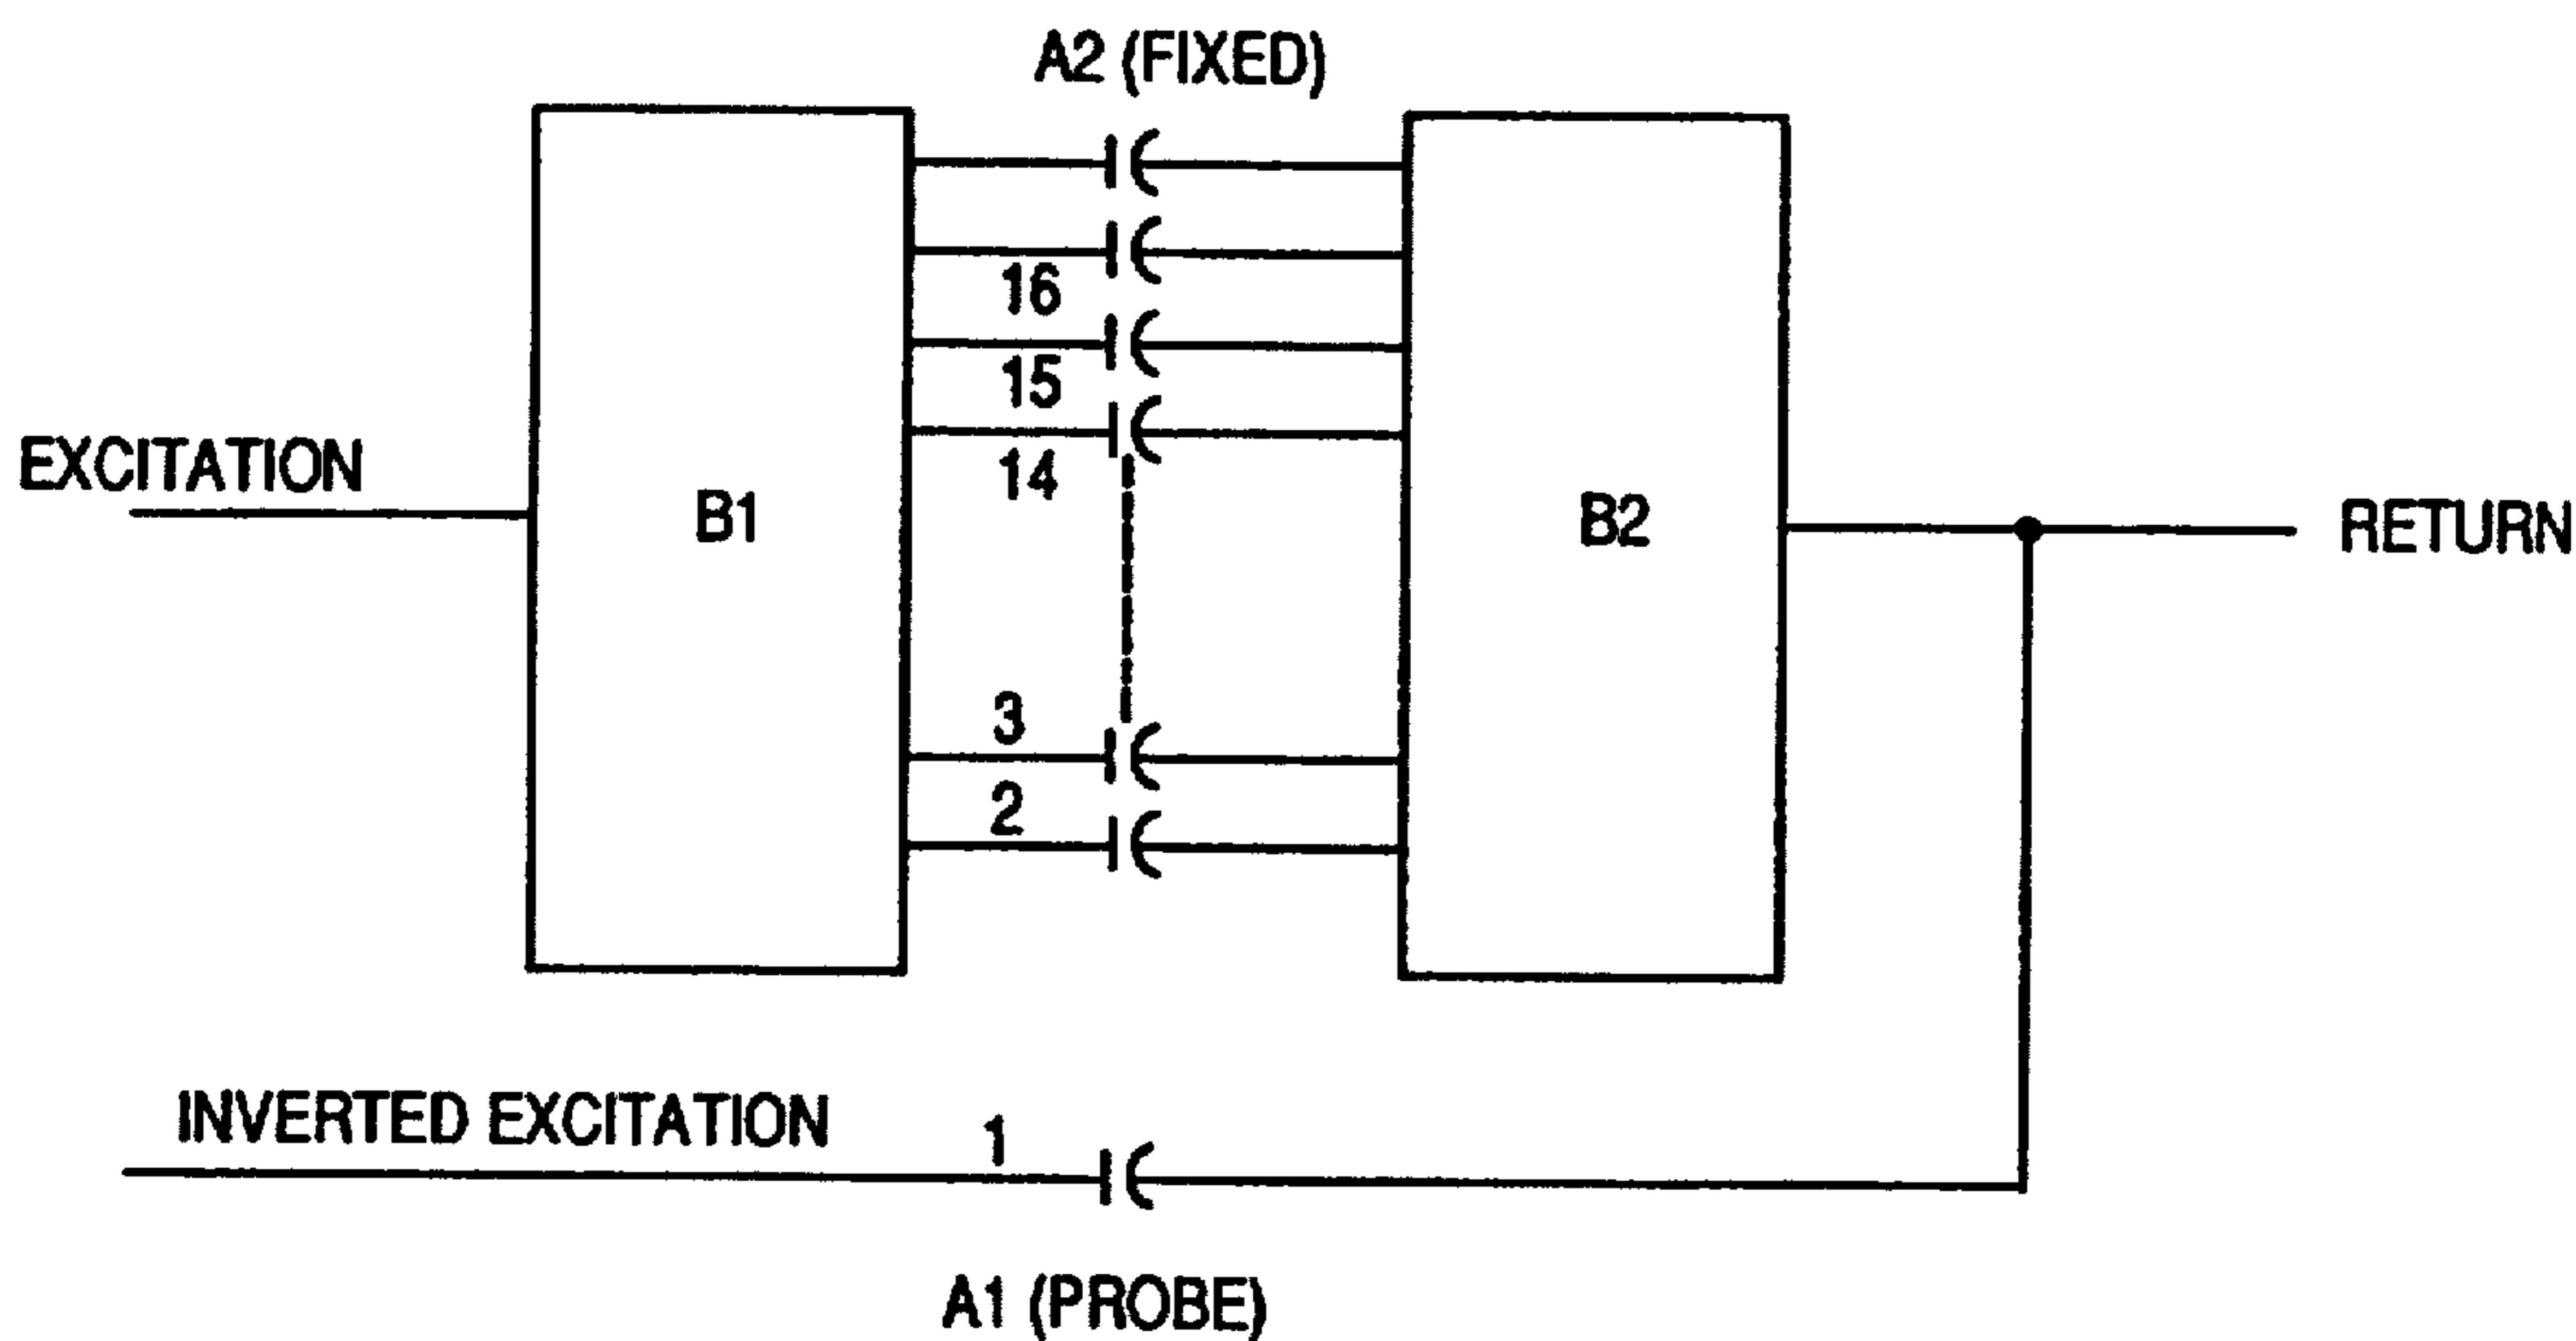 A2 (FIXED)
16
15
EXCITATION
14
B1
B2
RETURN
3
2
INVERTED EXCITATION
1
A1 (PROBE)